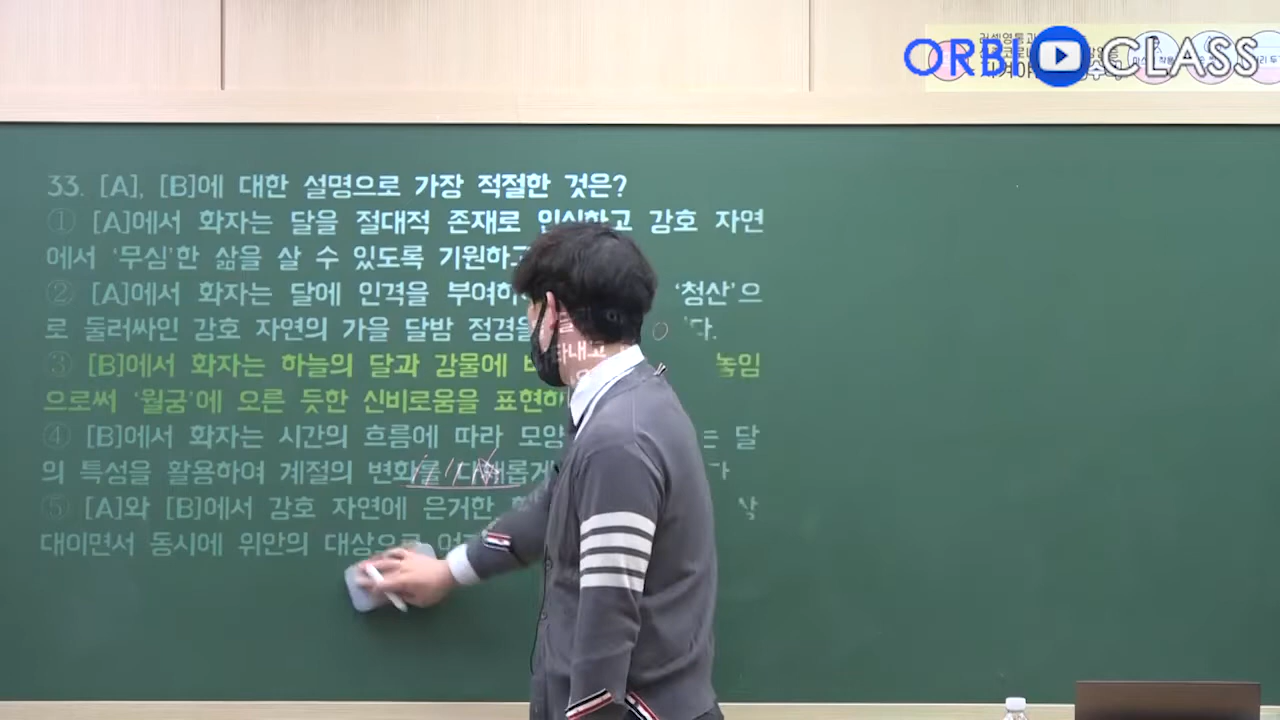 ORBI CLASS
33. [A], [B]에 대한 설명으로 가장 적절한 것은?
① [A]에서 화자는 달을 절대적 존재로 인식하고 강호 자연
에서 '무심'한 삶을 살 수 있도록 기원하고
② [A]에서 화자는 달에 인격을 부여하 '청산'으
로 둘러싸인 강호 자연의 가을 달밤 정경을 다.
③ [B]에서 화자는 하늘의 달과 강물에 놓임
으로써 '월궁'에 오른 듯한 신비로움을 표현하
④ [B]에서 화자는 시간의 흐름에 따라 모양 는 달
의 특성을 활용하여 계절의 변화를 다채롭게 다
⑤ [A]와 [B]에서 강호 자연에 은거한 상
대이면서 동시에 위안의 대상으로